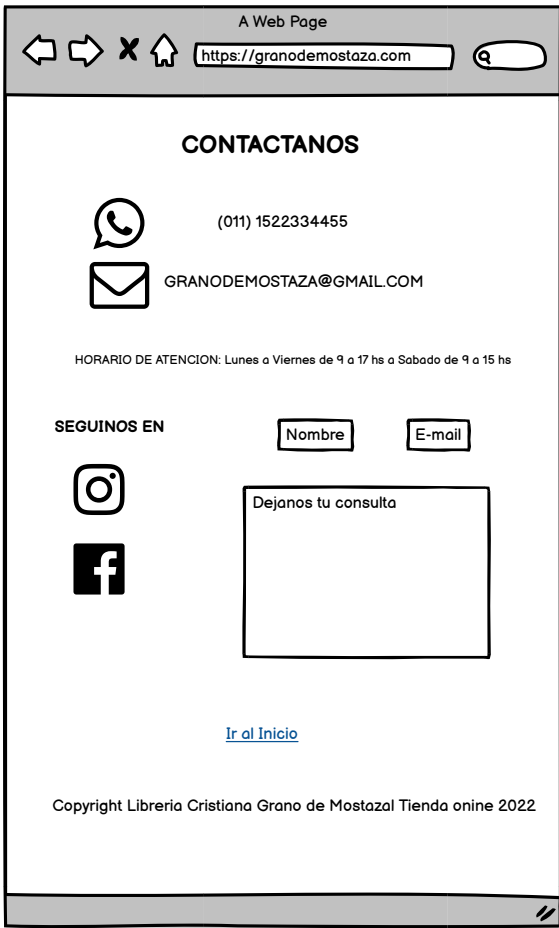 A Web Page
https://granodemostaza.com
CONTACTANOS
(011) 1522334455
GRANODEMOSTAZA@GMAIL.COM
HORARIO DE ATENCION: Lunes a Viernes de 9 a 17 hs a Sabado de 9 a 15 hs
SEGUINOS EN
Nombre
E-mail
Dejanos tu consulta
Ir al Inicio
Copyright Libreria Cristiana Grano de Mostazal Tienda onine 2022